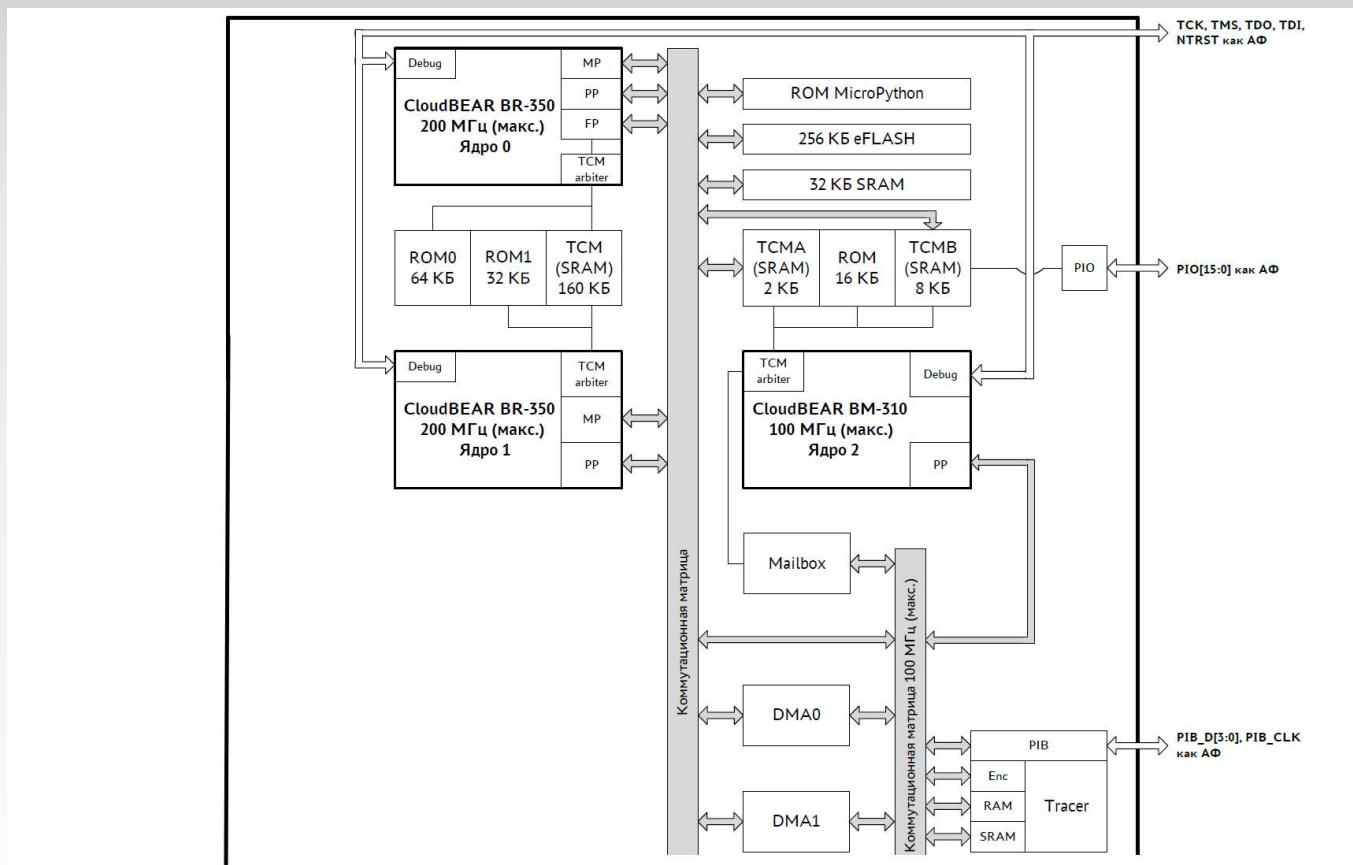 TCK, TMS, TDO, TDI,
NTRST как АФ
Debug
MP
PP
FP
TCM
arbiter
CloudBEAR BR-350
200 МГц (макс.)
Ядро 0
ROM MicroPython
256 КБ eFLASH
32 КБ SRAM
ROM0
64 КБ
ROM1
32 КБ
TCM
(SRAM)
160 КБ
TCMA
(SRAM)
2 КБ
ROM
16 КБ
TCMB
(SRAM)
8 КБ
PIO
PIO[15:0] как АФ
Debug
TCM
arbiter
MP
PP
CloudBEAR BR-350
200 МГц (макс.)
Ядро 1
TCM
arbiter
Debug
CloudBEAR BM-310
100 МГц (макс.)
Ядро 2
PP
Коммутационная матрица
Mailbox
Коммутационная матрица 100 МГц (макс.)
DMA0
DMA1
PIB
Enc
RAM
SRAM
Tracer
PIB_D[3:0], PIB_CLK
как АФ